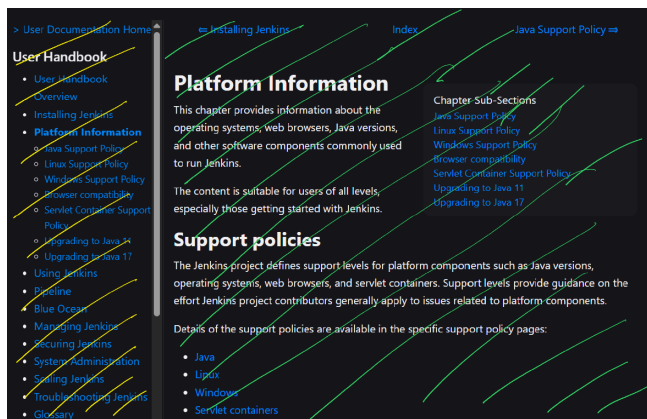 > User Documentation Home
User Handbook
User Handbook
Overview
Installing Jenkins
Platform Information
Java Support Policy
Linux Support Policy
Windows Support Policy
Browser compatibility
Servlet Container Support
Policy
Upgrading to Java 11
Upgrading to Java 17
Using Jenkins
Pipeline
Blue Ocean
Managing Jenkins
Securing Jenkins
System Administration
Scaling Jenkins
Troubleshooting Jenkins
Glossary
⇐ Installing Jenkins
Index
Java Support Policy ⇒
Platform Information
This chapter provides information about the
operating systems, web browsers, Java versions,
and other software components commonly used
to run Jenkins.
The content is suitable for users of all levels,
especially those getting started with Jenkins.
Chapter Sub-Sections
Java Support Policy
Linux Support Policy
Windows Support Policy
Browser compatibility
Servlet Container Support Policy
Upgrading to Java 11
Upgrading to Java 17
Support policies
The Jenkins project defines support levels for platform components such as Java versions,
operating systems, web browsers, and servlet containers. Support levels provide guidance on the
effort Jenkins project contributors generally apply to issues related to platform components.
Details of the support policies are available in the specific support policy pages:
Java
Linux
Windows
Servlet containers